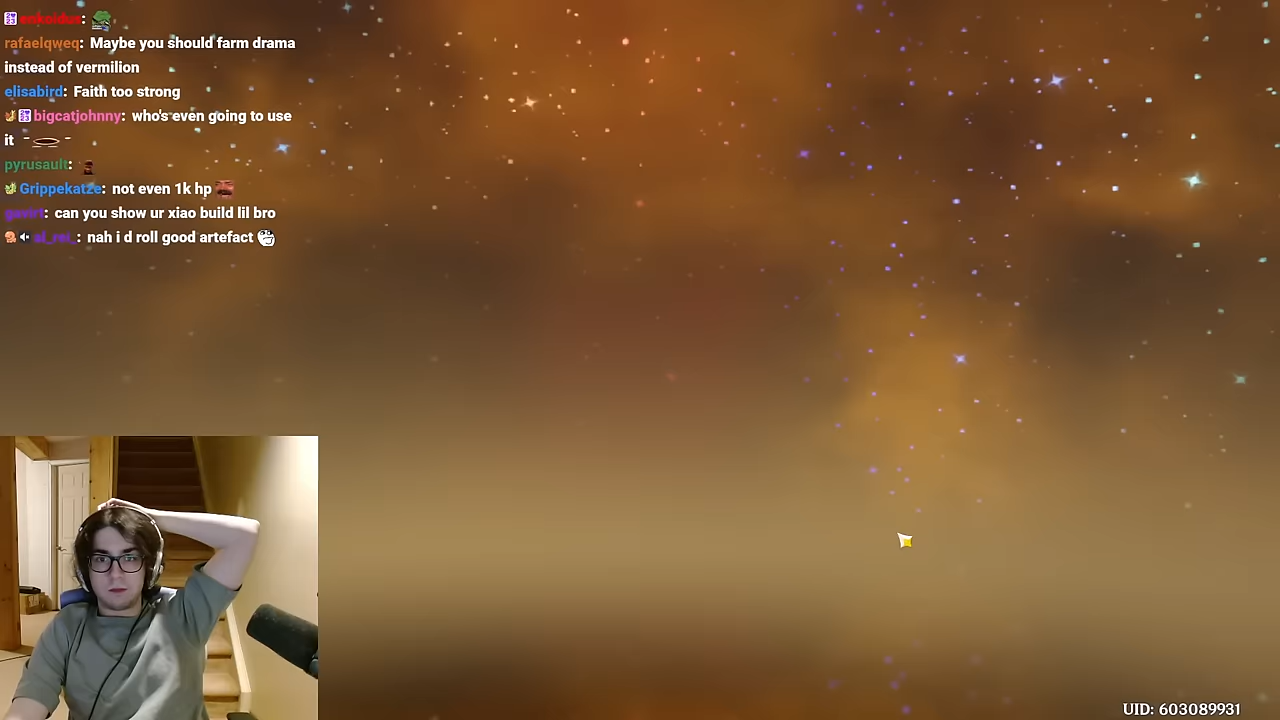 enkoidus:
rafaelqweq: Maybe you should farm drama
instead of vermilion
elisabird: Faith too strong
bigcatjohnny: who's even going to use
it
pyrusault:
Grippekatze: not even 1k hp
gavirt: can you show ur xiao build lil bro
: nah i d roll good artefact
UID: 603089931